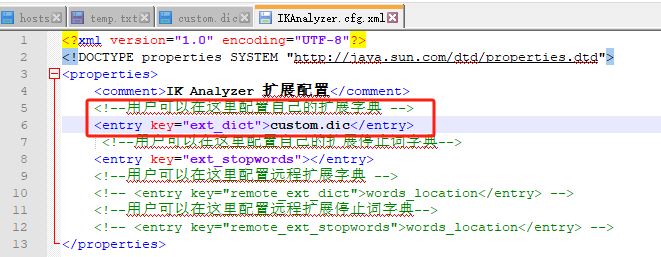 hosts temp.txt custom.dic IKAnalyzer.cfg.xml
1 <?xml version="1.0" encoding="UTF-8"?>
2 <!DOCTYPE properties SYSTEM "http://java.sun.com/dtd/properties.dtd">
3 <properties>
4 <comment>IK Analyzer 扩展配置</comment>
5 <!--用户可以在这里配置自己的扩展字典 -->
6 <entry key="ext_dict">custom.dic</entry>
7 <!--用户可以在这里配置自己的扩展停止词字典-->
8 <entry key="ext_stopwords"></entry>
9 <!--用户可以在这里配置远程扩展字典 -->
10 <!-- <entry key="remote_ext_dict">words_location</entry> -->
11 <!--用户可以在这里配置远程扩展停止词字典-->
12 <!-- <entry key="remote_ext_stopwords">words_location</entry> -->
13 </properties>